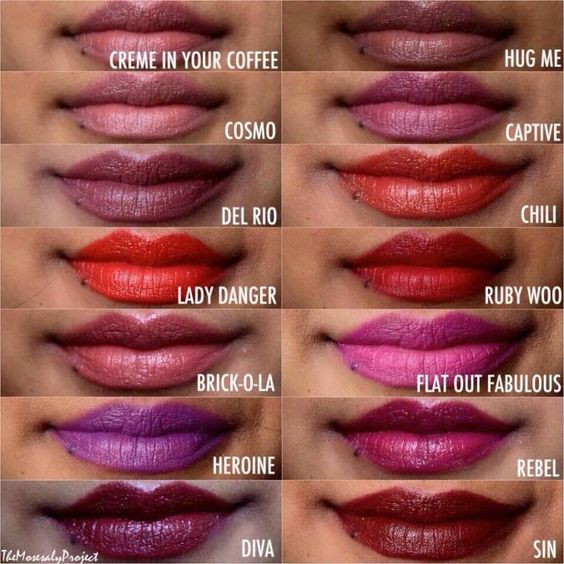 CREME IN YOUR COFFEE
HUG ME
COSMO
CAPTIVE
DEL RIO
CHILI
LADY DANGER
RUBY WOO
BRICK-O-LA
FLAT OUT FABULOUS
HEROINE
REBEL
DIVA
SIN
TheMosesalyProject